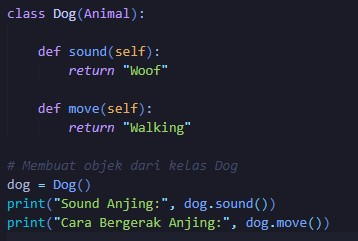 class Dog(Animal):
def sound(self):
return "Woof"
def move(self):
return "Walking"
# Membuat objek dari kelas Dog
dog = Dog()
print("Sound Anjing:", dog.sound())
print("Cara Bergerak Anjing:", dog.move())